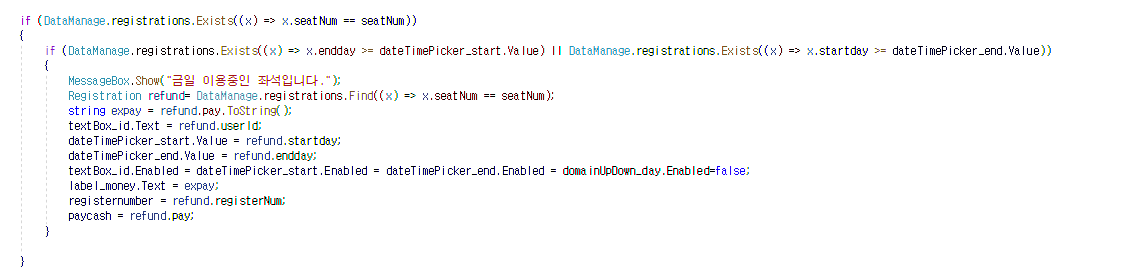 if (DataManage.registrations.Exists((x) => x.seatNum == seatNum))
{
if (DataManage.registrations.Exists((x) => x.endday >= dateTimePicker_start.Value) || DataManage.registrations.Exists((x) => x.startday >= dateTimePicker_end.Value))
{
MessageBox.Show("금일 이용중인 좌석입니다.");
Registration refund= DataManage.registrations.Find((x) => x.seatNum == seatNum);
string expay = refund.pay.ToString();
textBox_id.Text = refund.userId;
dateTimePicker_start.Value = refund.startday;
dateTimePicker_end.Value = refund.endday;
textBox_id.Enabled = dateTimePicker_start.Enabled = dateTimePicker_end.Enabled = domainUpDown_day.Enabled=false;
label_money.Text = expay;
registernumber = refund.registerNum;
paycash = refund.pay;
}
}